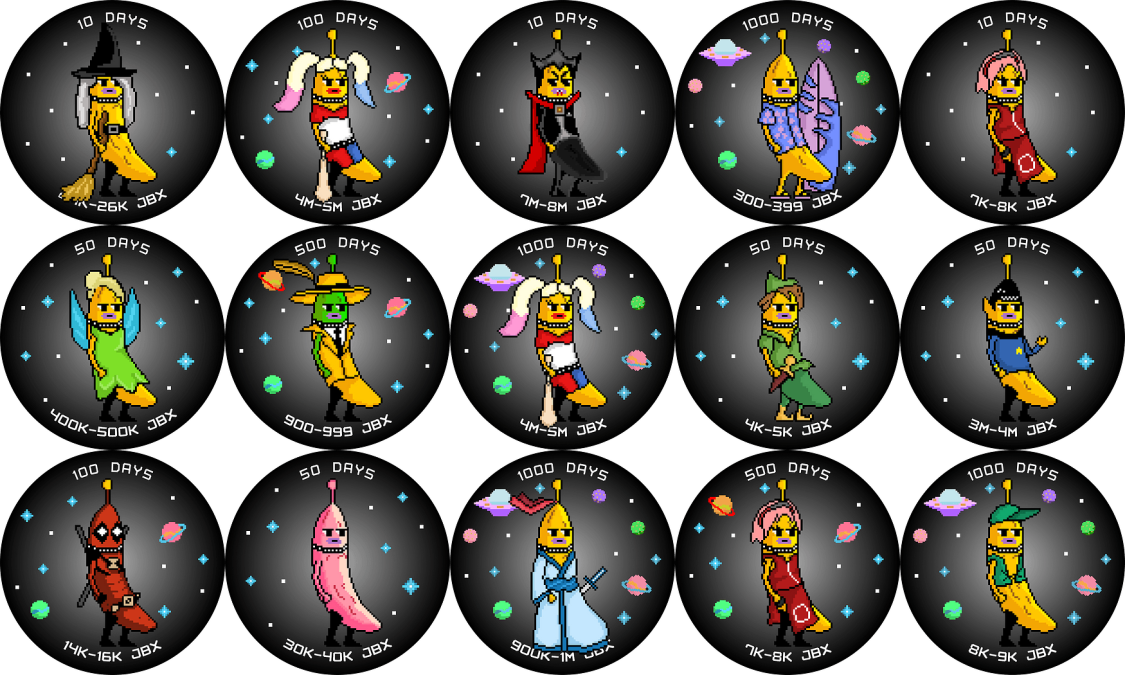 10 DAYS
100 DAYS
10 DAYS
1000 DAYS
10 DAYS
K-26K JBX
4M-5M JBX
7M-8M JBX
300-399 JBX
7K-8K JBX
50 DAYS
500 DAYS
1000 DAYS
50 DAYS
50 DAYS
400K-500K JBX
900-999 JBX
4M-5M JBX
4K-5K JBX
3M-4M JBX
100 DAYS
50 DAYS
1000 DAYS
500 DAYS
1000 DAYS
14K-16K JBX
30K-40K JBX
900K-1M JBX
7K-8K JBX
8K-9K JBX